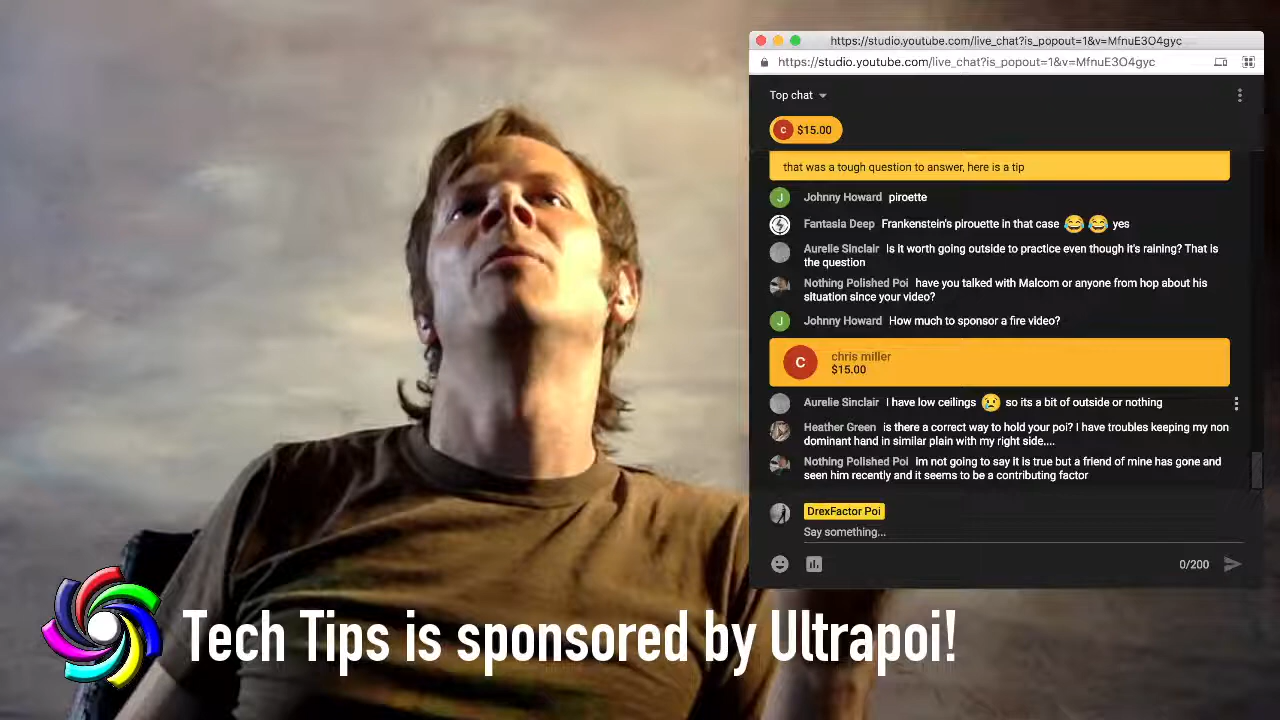 https://studio.youtube.com/live_chat?is_popout=1&v=MfnuE3O4gyc
https://studio.youtube.com/live_chat?is_popout=1&v=MfnuE3O4gyc
Top chat
C $15.00
that was a tough question to answer, here is a tip
J Johnny Howard piroette
Fantasia Deep Frankenstein's pirouette in that case 😂 😂 yes
Aurelie Sinclair Is it worth going outside to practice even though it's raining? That is
the question
Nothing Polished Poi have you talked with Malcom or anyone from hop about his
situation since your video?
J Johnny Howard How much to sponsor a fire video?
C chris miller
$15.00
Aurelie Sinclair I have low ceilings 😢 so its a bit of outside or nothing
Heather Green is there a correct way to hold your poi? I have troubles keeping my non
dominant hand in similar plain with my right side....
Nothing Polished Poi im not going to say it is true but a friend of mine has gone and
seen him recently and it seems to be a contributing factor
DrexFactor Poi
Say something...
0/200
Tech Tips is sponsored by Ultrapoi!